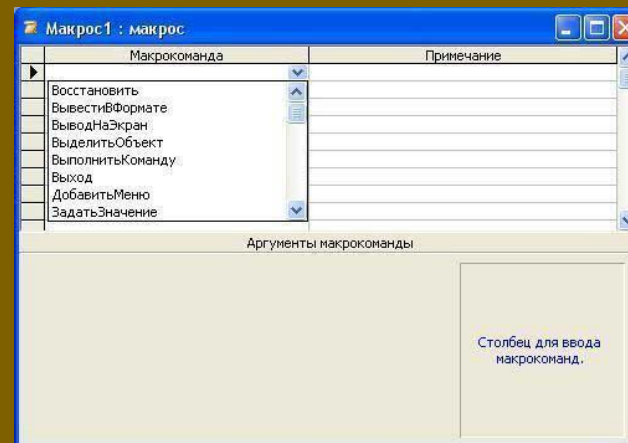 Макрос1 : макрос
Макрокоманда Примечание
Восстановить
ВывестиВФормате
ВыводНаЭкран
ВыделитьОбъект
ВыполнитьКоманду
Выход
ДобавитьМеню
ЗадатьЗначение
Аргументы макрокоманды
Столбец для ввода
макрокоманд.